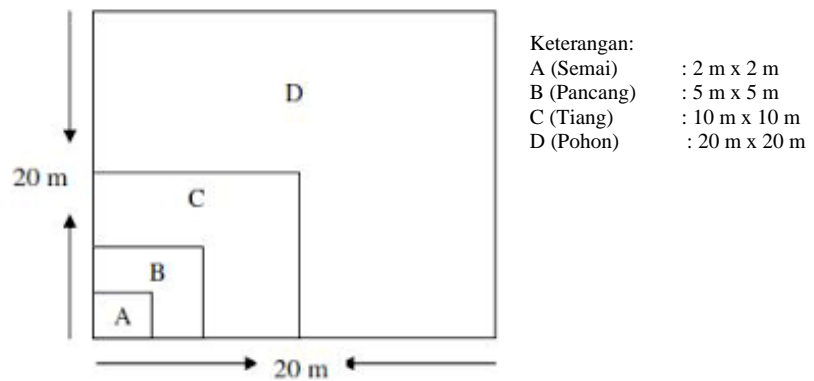 D
20 m
C
B
A
20 m
Keterangan:
A (Semai) : 2 m x 2 m
B (Pancang) : 5 m x 5 m
C (Tiang) : 10 m x 10 m
D (Pohon) : 20 m x 20 m